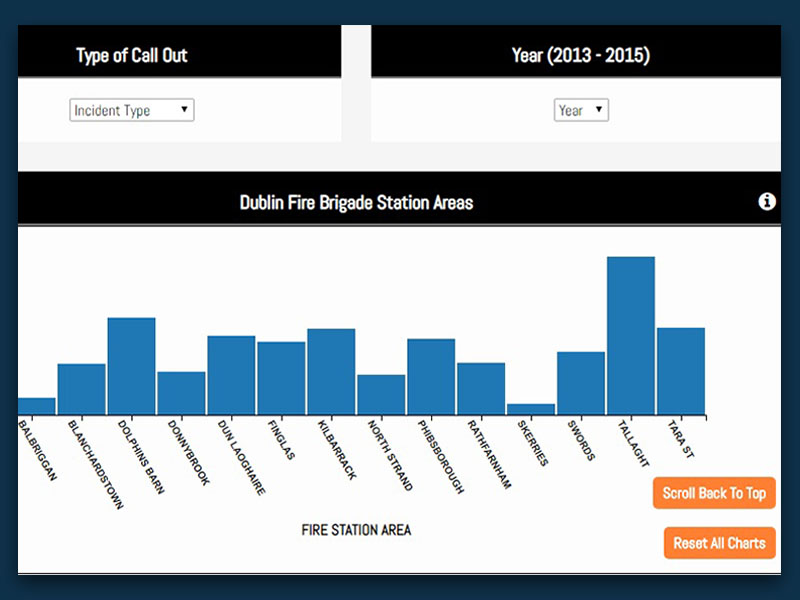 Type of Call Out
Year (2013 - 2015)
Incident Type
Year
Dublin Fire Brigade Station Areas
BALBRIGGAN
BLANCHARDSTOWN
DOLPHINS BARN
DONNYBROOK
DUN LAOGHAIRE
FINGLAS
KILBARRACK
NORTH STRAND
PHIBSBOROUGH
RATHFARNHAM
SKERRIES
SWORDS
TALLAGHT
TARA ST
Scroll Back To Top
FIRE STATION AREA
Reset All Charts